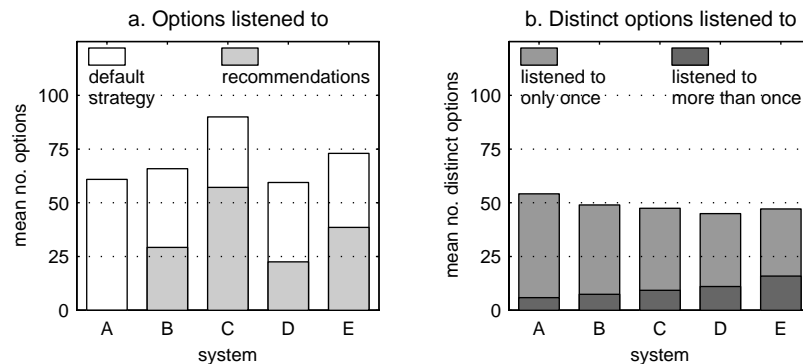 a. Options listened to
default
strategy
recommendations
100
75
50
25
0
mean no. options
A B C D E
system
b. Distinct options listened to
listened to
only once
listened to
more than once
100
75
50
25
0
mean no. distinct options
A B C D E
system